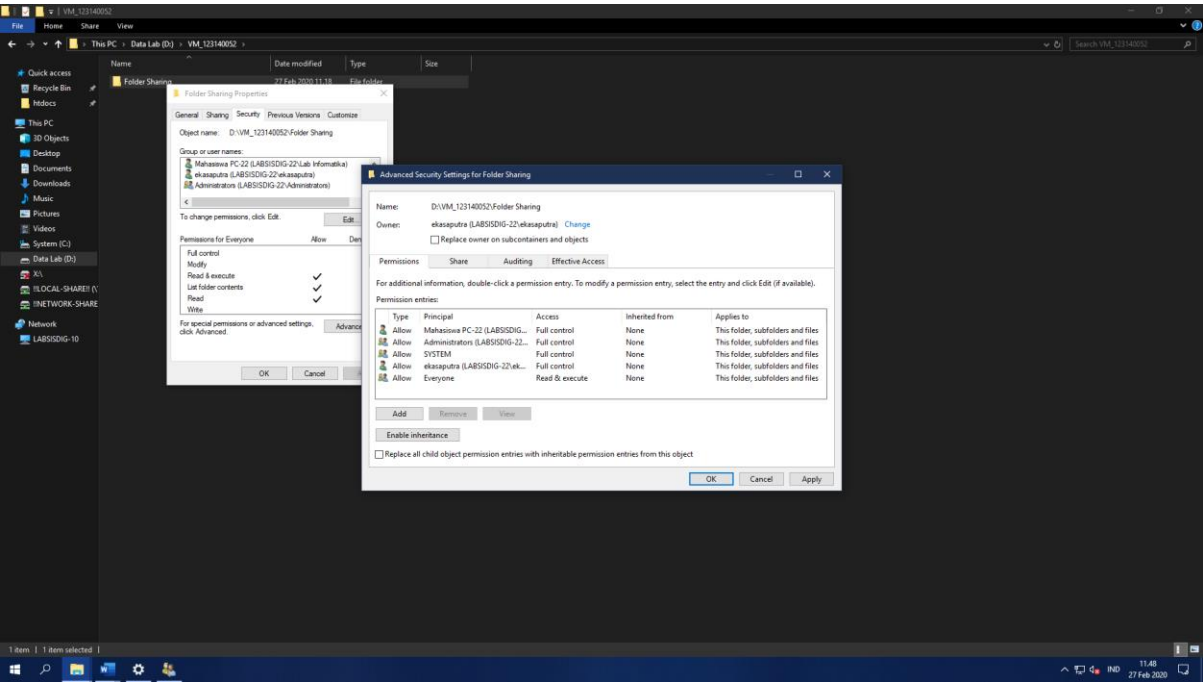 VM_123140052
File Home Share View
This PC › Data Lab (D:) › VM_123140052 ›
Search VM_123140052
Name Date modified Type Size
Folder Sharing 27 Feb 2020 11.18 File folder
Quick access
Recycle Bin
htdocs
This PC
3D Objects
Desktop
Documents
Downloads
Music
Pictures
Videos
System (C:)
Data Lab (D:)
X:\
!!LOCAL-SHARE!! (\
!!NETWORK-SHARE
Network
LABSISDIG-10
Folder Sharing Properties
General Sharing Security Previous Versions Customize
Object name: D:\VM_123140052\Folder Sharing
Group or user names:
Mahasiswa PC-22 (LABSISDIG-22\Lab Informatika)
ekasaputra (LABSISDIG-22\ekasaputra)
Administrators (LABSISDIG-22\Administrators)
To change permissions, click Edit.
Edit...
Permissions for Everyone Allow Den
Full control
Modify
Read & execute
List folder contents
Read
Write
For special permissions or advanced settings,
click Advanced.
Advance
OK Cancel
Advanced Security Settings for Folder Sharing
Name: D:\VM_123140052\Folder Sharing
Owner: ekasaputra (LABSISDIG-22\ekasaputra) Change
Replace owner on subcontainers and objects
Permissions Share Auditing Effective Access
For additional information, double-click a permission entry. To modify a permission entry, select the entry and click Edit (if available).
Permission entries:
Type Principal Access Inherited from Applies to
Allow Mahasiswa PC-22 (LABSISDIG... Full control None This folder, subfolders and files
Allow Administrators (LABSISDIG-22... Full control None This folder, subfolders and files
Allow SYSTEM Full control None This folder, subfolders and files
Allow ekasaputra (LABSISDIG-22\ek... Full control None This folder, subfolders and files
Allow Everyone Read & execute None This folder, subfolders and files
Add Remove View
Enable inheritance
Replace all child object permission entries with inheritable permission entries from this object
OK Cancel Apply
1 item 1 item selected
IND
11.48
27 Feb 2020